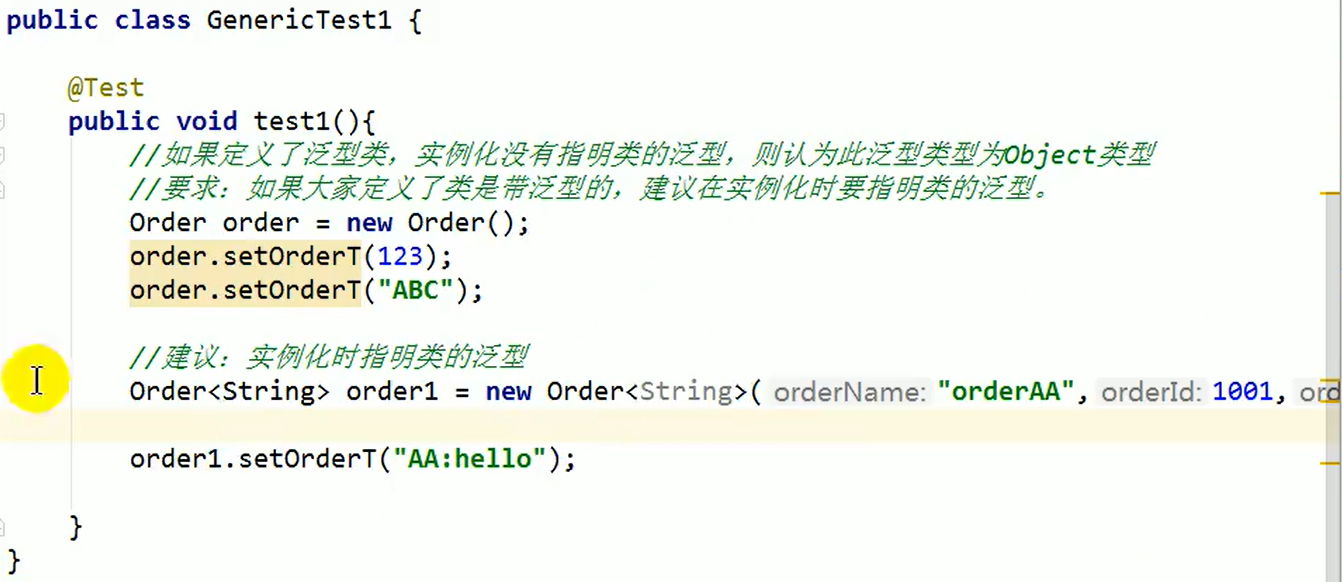 public class GenericTest1 {
@Test
public void test1(){
//如果定义了泛型类，实例化没有指明类的泛型，则认为此泛型类型为Object类型
//要求：如果大家定义了类是带泛型的，建议在实例化时要指明类的泛型。
Order order = new Order();
order.setOrderT(123);
order.setOrderT("ABC");
//建议：实例化时指明类的泛型
Order<String> order1 = new Order<String>( orderName: "orderAA", orderId: 1001, ord
order1.setOrderT("AA:hello");
}
}